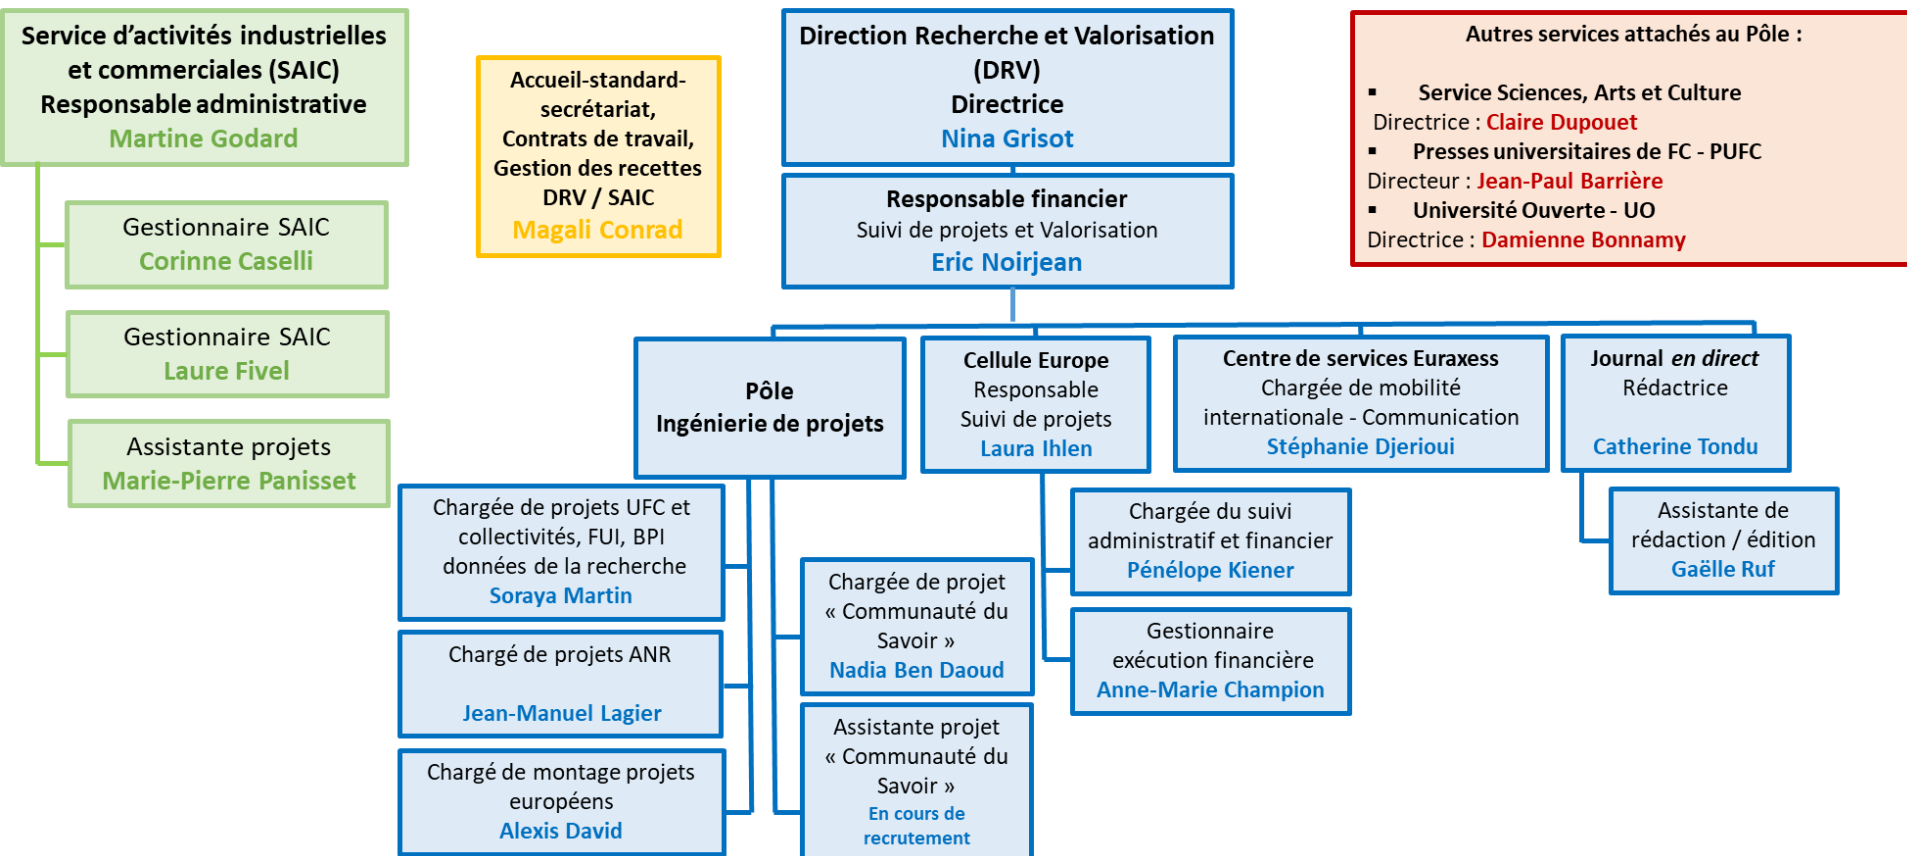 Service d’activités industrielles
et commerciales (SAIC)
Responsable administrative
Martine Godard
Gestionnaire SAIC
Corinne Caselli
Gestionnaire SAIC
Laure Fivel
Assistante projets
Marie-Pierre Panisset
Accueil-standard-
secrétariat,
Contrats de travail,
Gestion des recettes
DRV / SAIC
Magali Conrad
Direction Recherche et Valorisation
(DRV)
Directrice
Nina Grisot
Responsable financier
Suivi de projets et Valorisation
Eric Noirjean
Autres services attachés au Pôle :
▪ Service Sciences, Arts et Culture
Directrice : Claire Dupouet
▪ Presses universitaires de FC - PUFC
Directeur : Jean-Paul Barrière
▪ Université Ouverte - UO
Directrice : Damienne Bonnamy
Pôle
Ingénierie de projets
Chargée de projets UFC et
collectivités, FUI, BPI
données de la recherche
Soraya Martin
Chargé de projets ANR
Jean-Manuel Lagier
Chargé de montage projets
européens
Alexis David
Chargée de projet
« Communauté du
Savoir »
Nadia Ben Daoud
Assistante projet
« Communauté du
Savoir »
En cours de
recrutement
Cellule Europe
Responsable
Suivi de projets
Laura Ihlen
Chargée du suivi
administratif et financier
Pénélope Kiener
Gestionnaire
exécution financière
Anne-Marie Champion
Centre de services Euraxess
Chargée de mobilité
internationale - Communication
Stéphanie Djerioui
Journal en direct
Rédactrice
Catherine Tondu
Assistante de
rédaction / édition
Gaëlle Ruf